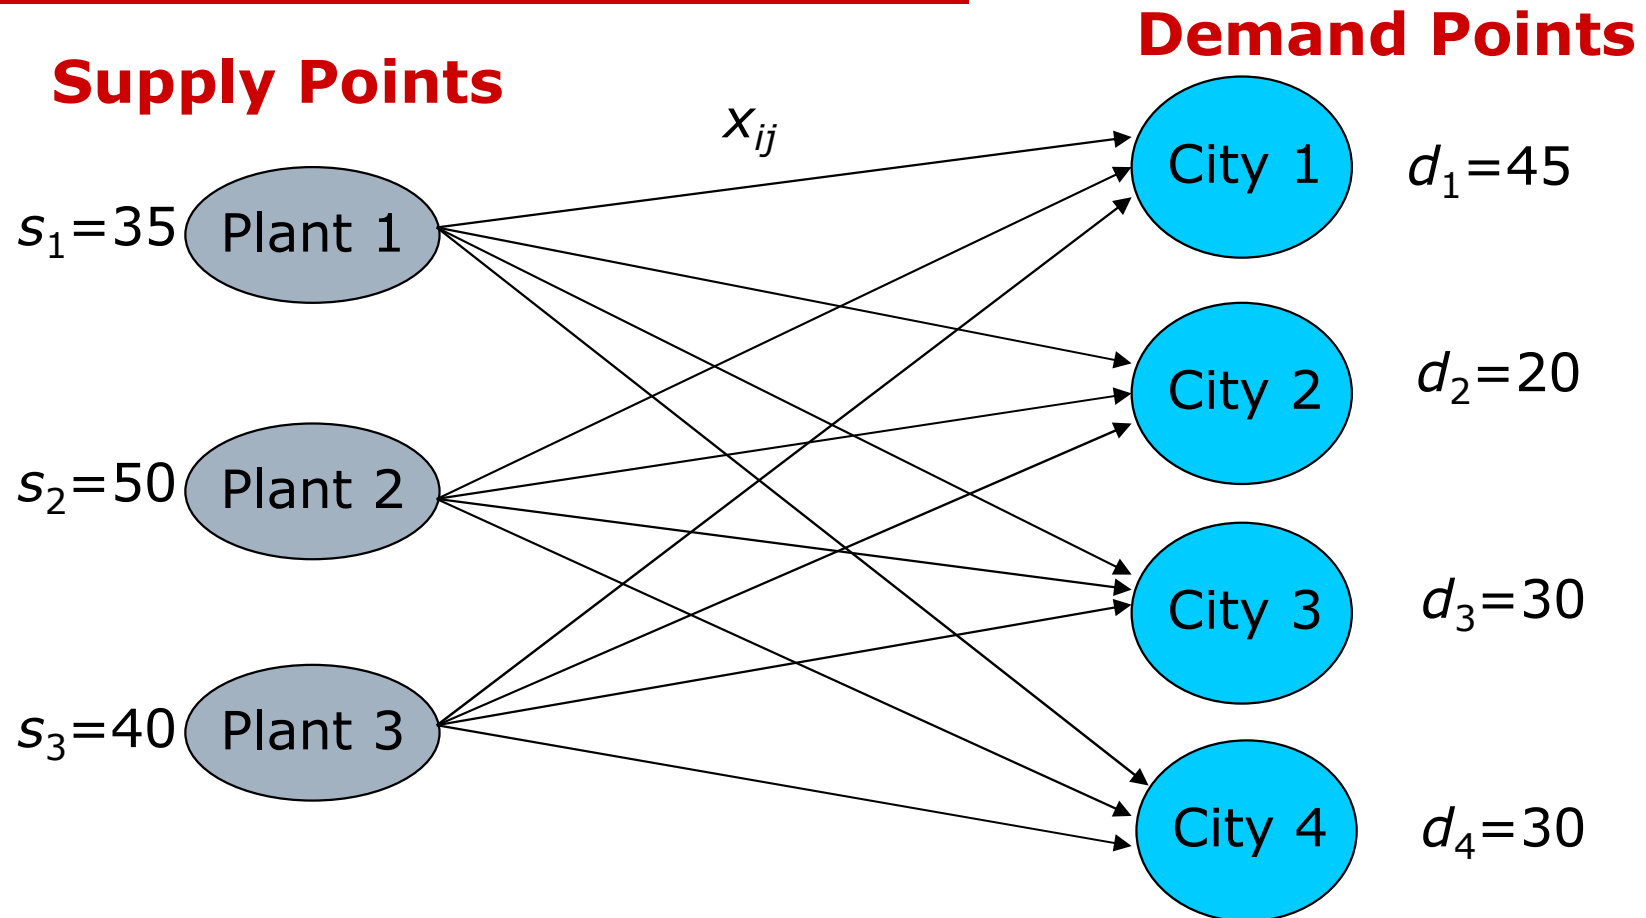 Demand Points
Supply Points
x_ij
City 1
d_1=45
s_1=35
Plant 1
City 2
d_2=20
s_2=50
Plant 2
City 3
d_3=30
s_3=40
Plant 3
City 4
d_4=30